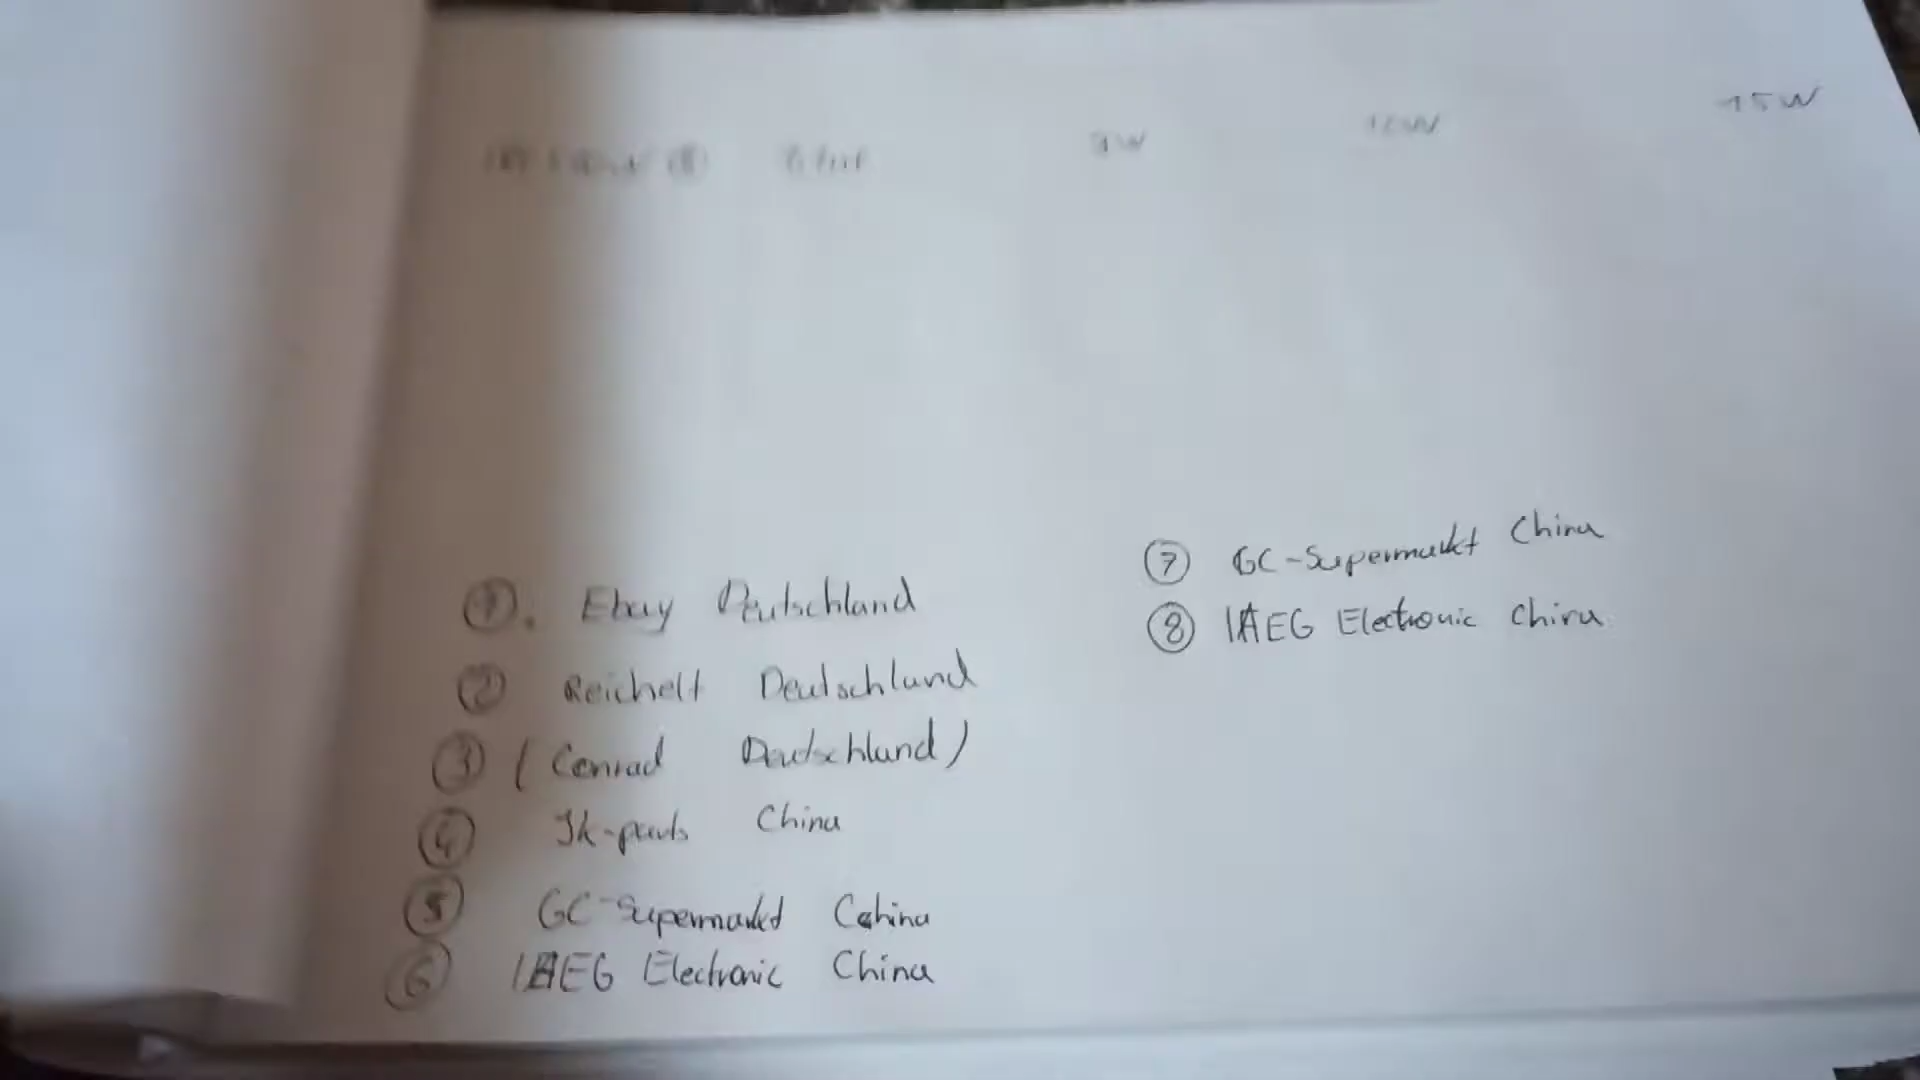 15W
① . Ebay Deutschland
② Reichelt Deutschland
③ ( Conrad Deutschland )
④ Jk-parts China
⑤ GC-Supermarkt China
⑥ IAEG Electronic China
⑦ GC-Supermarkt China
⑧ IAEG Electronic China